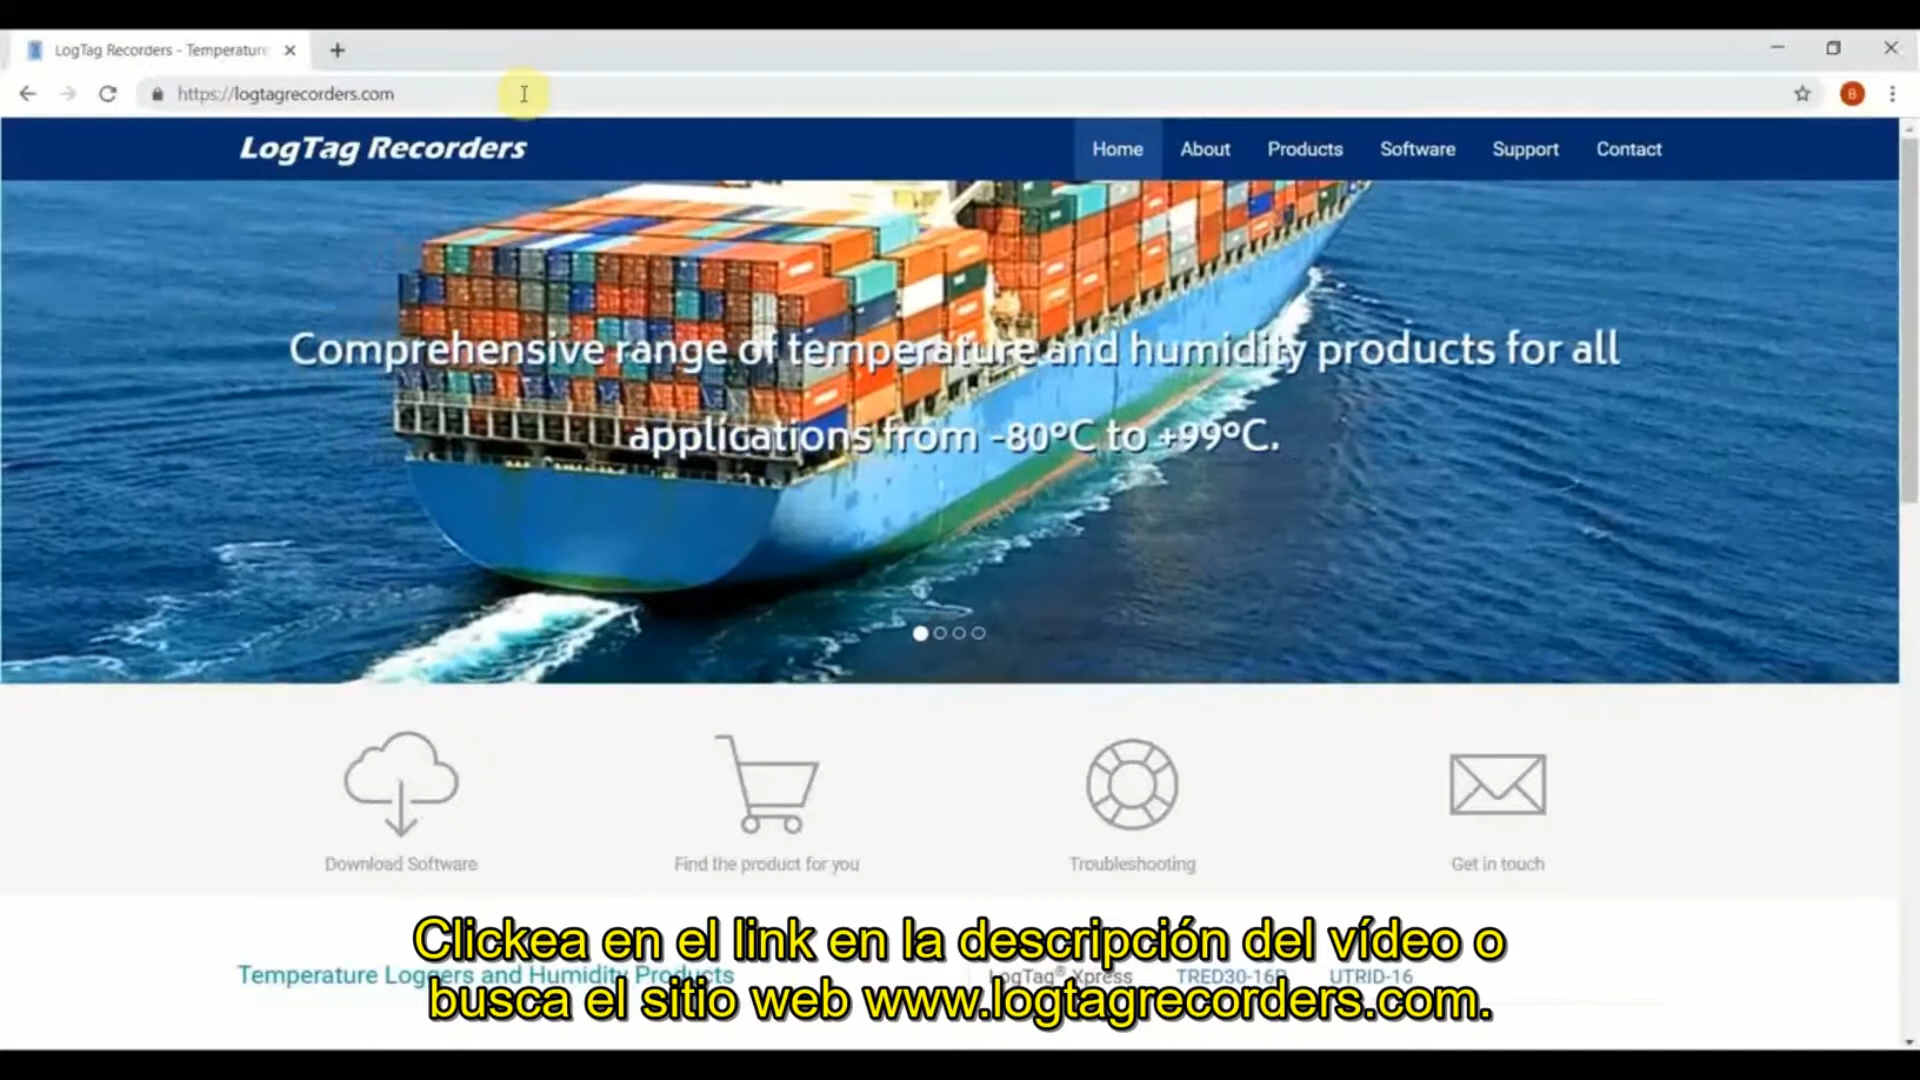 LogTag Recorders - Temperature
https://logtagrecorders.com
B
LogTag Recorders
Home
About
Products
Software
Support
Contact
Comprehensive range of temperature and humidity products for all
applications from -80°C to +99°C.
Download Software
Find the product for you
Troubleshooting
Get in touch
Temperature Loggers and Humidity Products
LogTag® Xpress
TRED30-16R
UTRID-16
Clickea en el link en la descripción del vídeo o
busca el sitio web www.logtagrecorders.com.